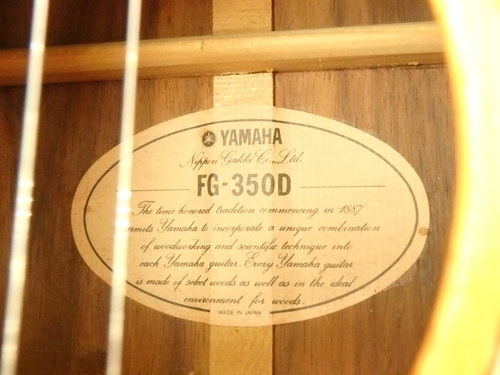 YAMAHA
Nippon Gakki Co. Ltd.
FG-350D
The time honored tradition commencing in 1887
permits Yamaha to incorporate a unique combination
of woodworking and scientific technique into
each Yamaha guitar. Every Yamaha guitar
is made of select woods as well as in the ideal
environment for woods.
MADE IN JAPAN